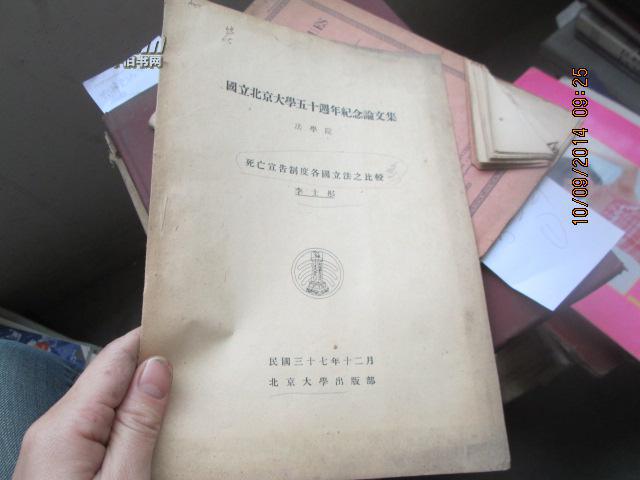 國立北京大學五十週年紀念論文集
法學院
死亡宣告制度各國立法之比較
李士彤
民國三十七年十二月
北京大學出版部
10/09/2014 09:25